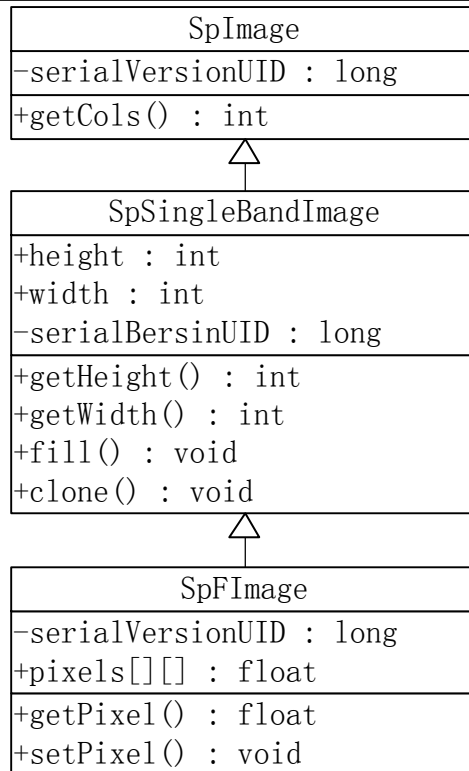 SpImage
-serialVersionUID : long
+getCols() : int
SpSingleBandImage
+height : int
+width : int
-serialBersinUID : long
+getHeight() : int
+getWidth() : int
+fill() : void
+clone() : void
SpFImage
-serialVersionUID : long
+pixels[][] : float
+getPixel() : float
+setPixel() : void